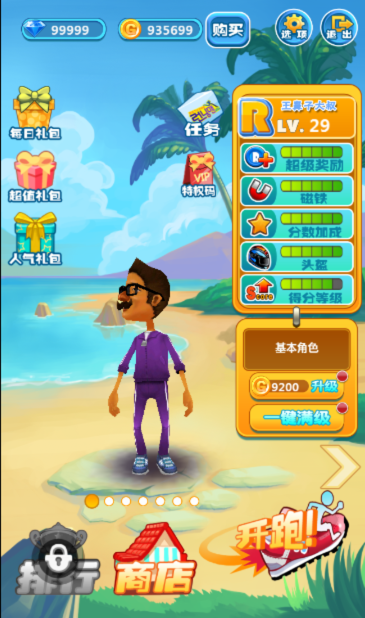 99999
935699
购买
选项
退出
每日礼包
任务
R 王鼻子大叔
LV. 29
超值礼包
VIP
特权码
R+ 超级奖励
磁铁
人气礼包
分数加成
头盔
Score 得分等级
基本角色
9200 升级
一键满级
开跑!
排行
商店